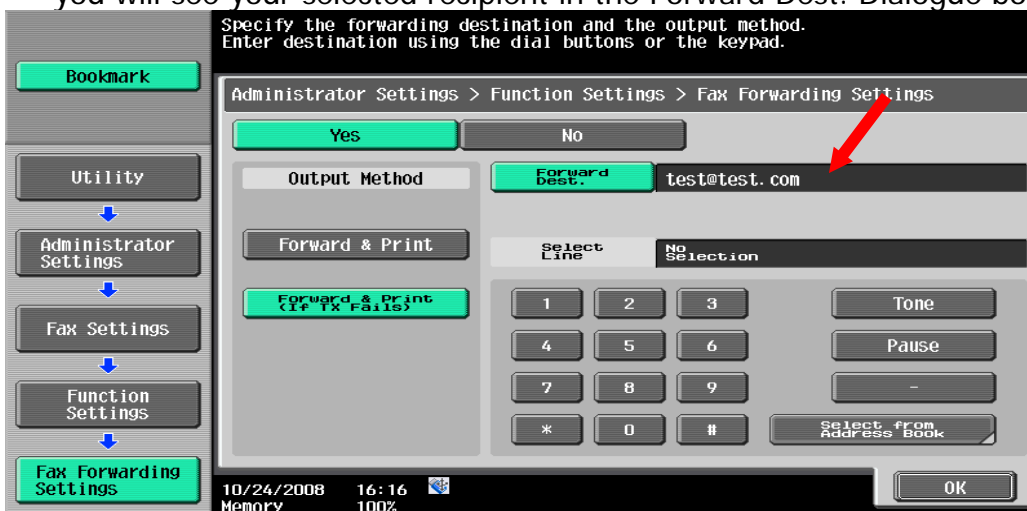 you will see your selected recipient in the Forward Dest. Dialogue bo
Specify the forwarding destination and the output method.
Enter destination using the dial buttons or the keypad.
Bookmark
Administrator Settings > Function Settings > Fax Forwarding Settings
Yes
No
Utility
Output Method
Forward
Dest.
test@test.com
Administrator
Settings
Forward & Print
Select
Line
No
Selection
Forward & Print
(If TX Fails)
1
2
3
Tone
Fax Settings
4
5
6
Pause
7
8
9
-
Function
Settings
*
0
#
Select from
Address Book
Fax Forwarding
Settings
10/24/2008 16:16
Memory 100%
OK